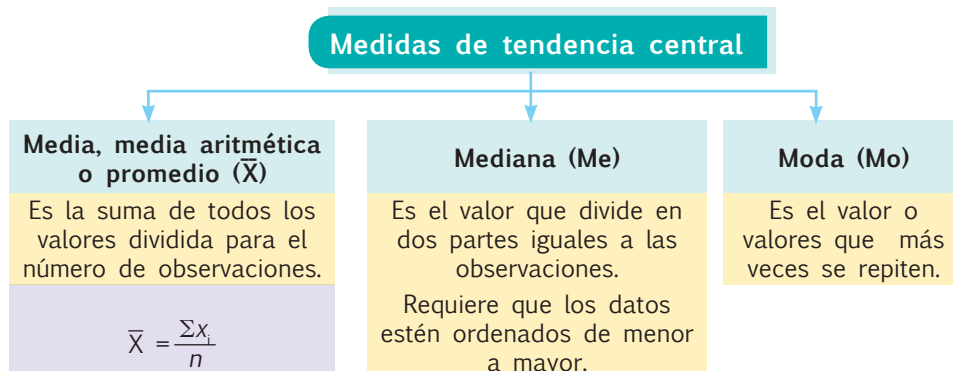 Medidas de tendencia central
Media, media aritmética
o promedio (X̅)
Es la suma de todos los
valores dividida para el
número de observaciones.
X̅ = Σxᵢ / n
Mediana (Me)
Es el valor que divide en
dos partes iguales a las
observaciones.
Requiere que los datos
estén ordenados de menor
a mayor.
Moda (Mo)
Es el valor o
valores que más
veces se repiten.